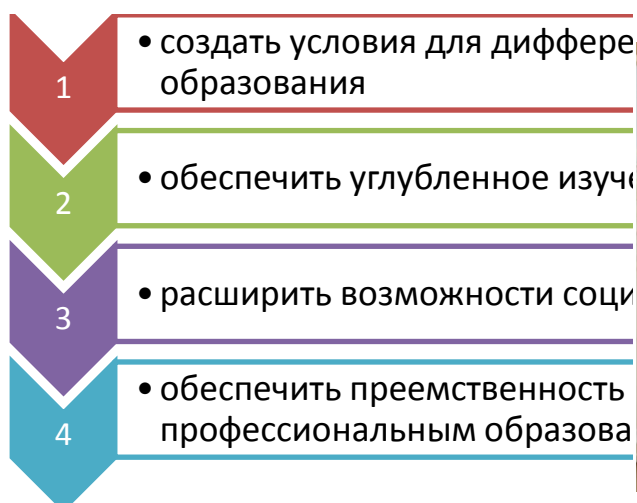 1
• создать условия для диффере
образования
2
• обеспечить углубленное изуче
3
• расширить возможности соци
4
• обеспечить преемственность
профессиональным образова